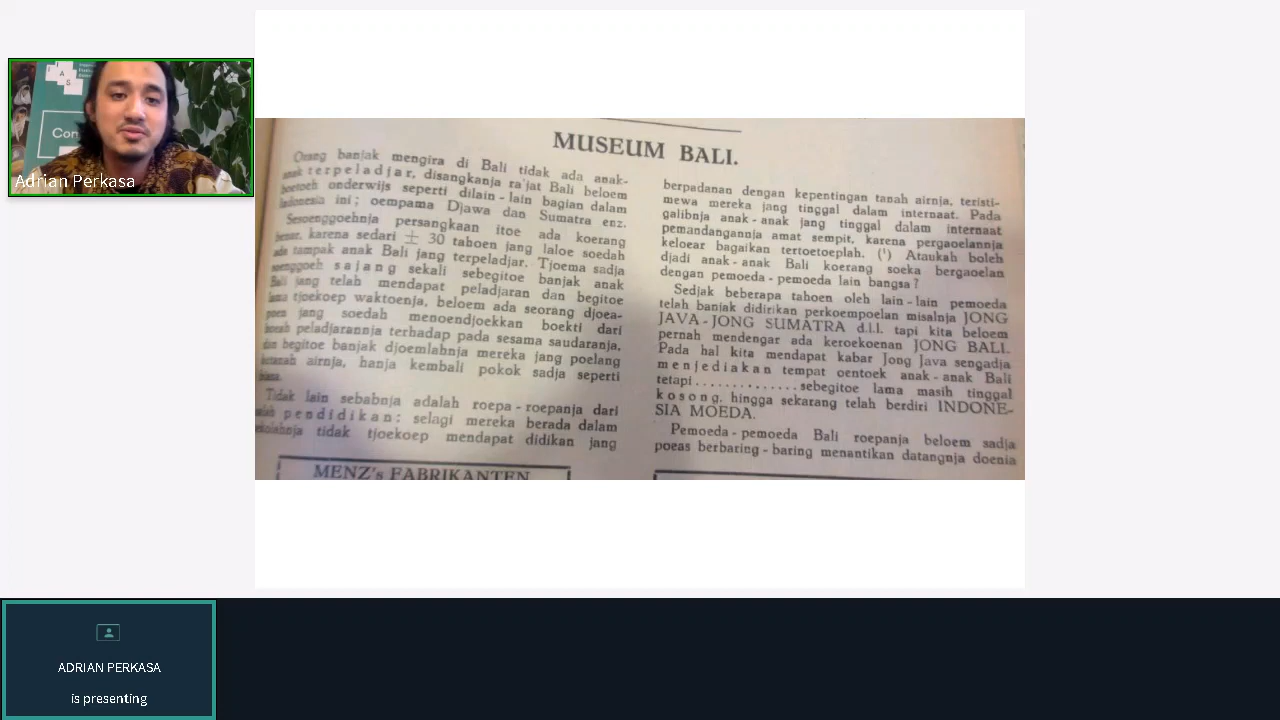 I
A
S
Con
Adrian Perkasa
MUSEUM BALI.
Orang banjak mengira di Bali tidak ada anak-
anak terpeladjar, disangkanja ra'jat Bali beloem
boetoeh onderwijs seperti dilain-lain bagian dalam
Indonesia ini; oempama Djawa dan Sumatra enz.
Sesoenggoehnja persangkaan itoe ada koerang
benar, karena sedari ± 30 tahoen jang laloe soedah
ada tampak anak Bali jang terpeladjar. Tjoema sadja
soenggoeh sajang sekali sebegitoe banjak anak
Bali jang telah mendapat peladjaran dan begitoe
lama tjoekoep waktoenja, beloem ada seorang djoea-
poen jang soedah menoendjoekkan boekti dari
boeah peladjarannja terhadap pada sesama saudaranja,
dan begitoe banjak djoemlahnja mereka jang poelang
ketanah airnja, hanja kembali pokok sadja seperti
biasa.
Tidak lain sebabnja adalah roepa-roepanja dari
salah pendidikan; selagi mereka berada dalam
sekolahnja tidak tjoekoep mendapat didikan jang
MENZ's FABRIKANTEN
berpadanan dengan kepentingan tanah airnja, teristi-
mewa mereka jang tinggal dalam internaat. Pada
galibnja anak-anak jang tinggal dalam internaat
pemandangannja amat sempit, karena pergaoelannja
keloear bagaikan tertoetoeplah. (¹) Ataukah boleh
djadi anak-anak Bali koerang soeka bergaoelan
dengan pemoeda-pemoeda lain bangsa?
Sedjak beberapa tahoen oleh lain-lain pemoeda
telah banjak didirikan perkoempoelan misalnja JONG
JAVA-JONG SUMATRA d.l.l. tapi kita beloem
pernah mendengar ada keroekoenan JONG BALI.
Pada hal kita mendapat kabar Jong Java sengadja
menjediakan tempat oentoek anak-anak Bali
tetapi.............sebegitoe lama masih tinggal
kosong, hingga sekarang telah berdiri INDONE-
SIA MOEDA.
Pemoeda-pemoeda Bali roepanja beloem sadja
poeas berbaring-baring menantikan datangnja doenia
ADRIAN PERKASA
is presenting